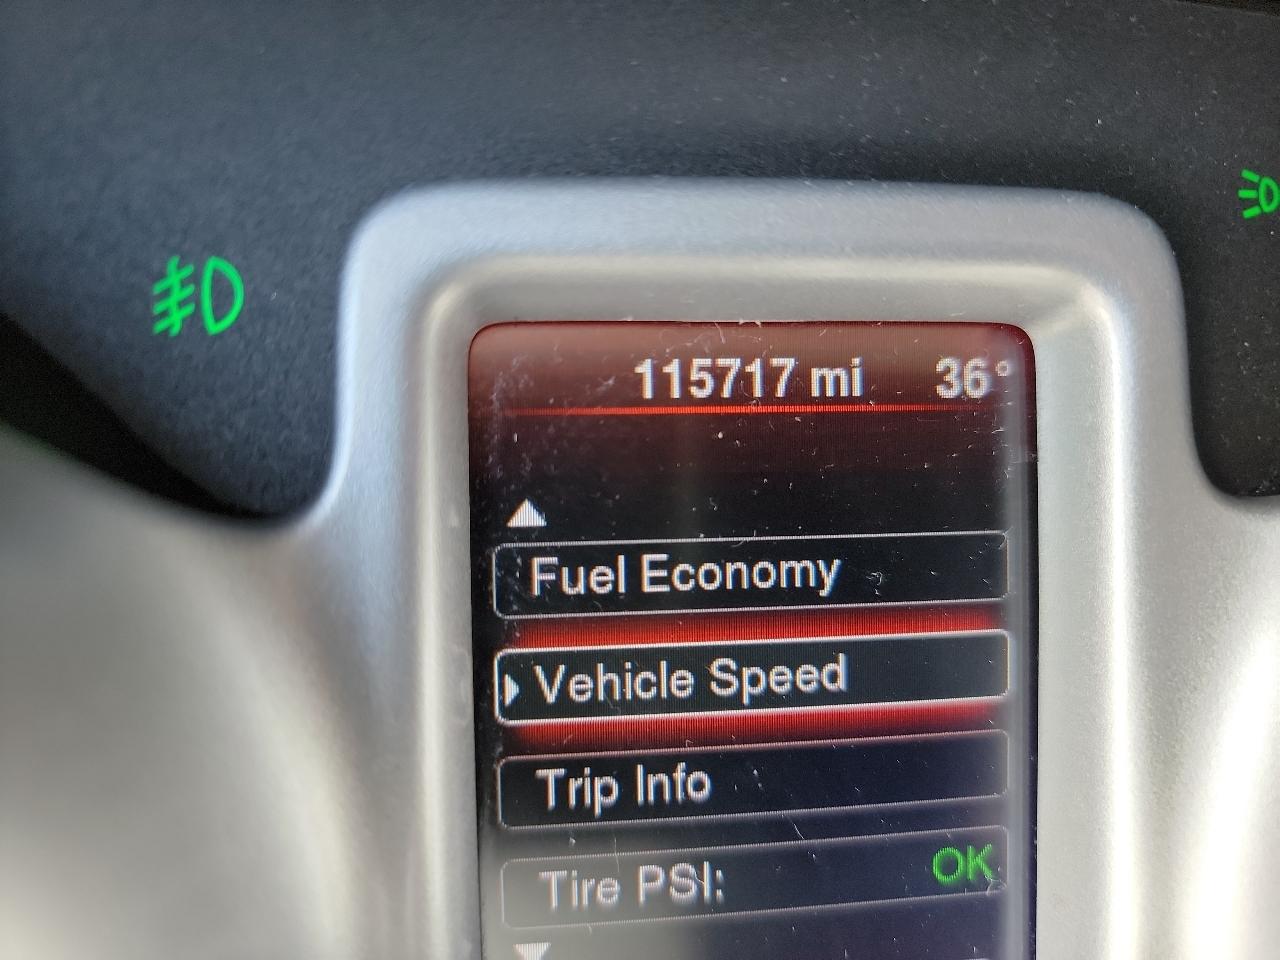 115717 mi 36°
Fuel Economy
Vehicle Speed
Trip Info
Tire PSI: OK